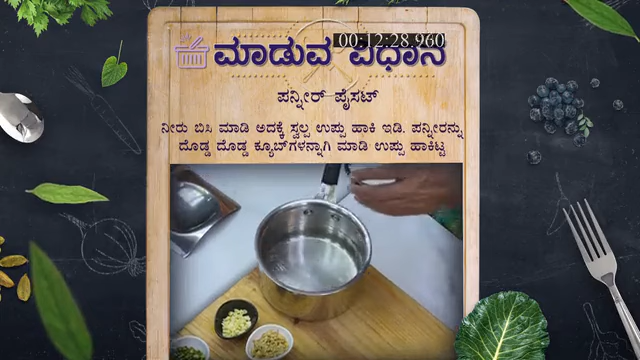 00:12:28.960
ಮಾಡುವ ವಿಧಾನ
ಪನ್ನೀರ್ ಪೈಸಟ್
ನೀರು ಬಿಸಿ ಮಾಡಿ ಅದಕ್ಕೆ ಸ್ವಲ್ಪ ಉಪ್ಪು ಹಾಕಿ ಇಡಿ. ಪನ್ನೀರನ್ನು
ದೊಡ್ಡ ದೊಡ್ಡ ಕ್ಯೂಬ್‌ಗಳನ್ನಾಗಿ ಮಾಡಿ ಉಪ್ಪು ಹಾಕಿಟ್ಟ